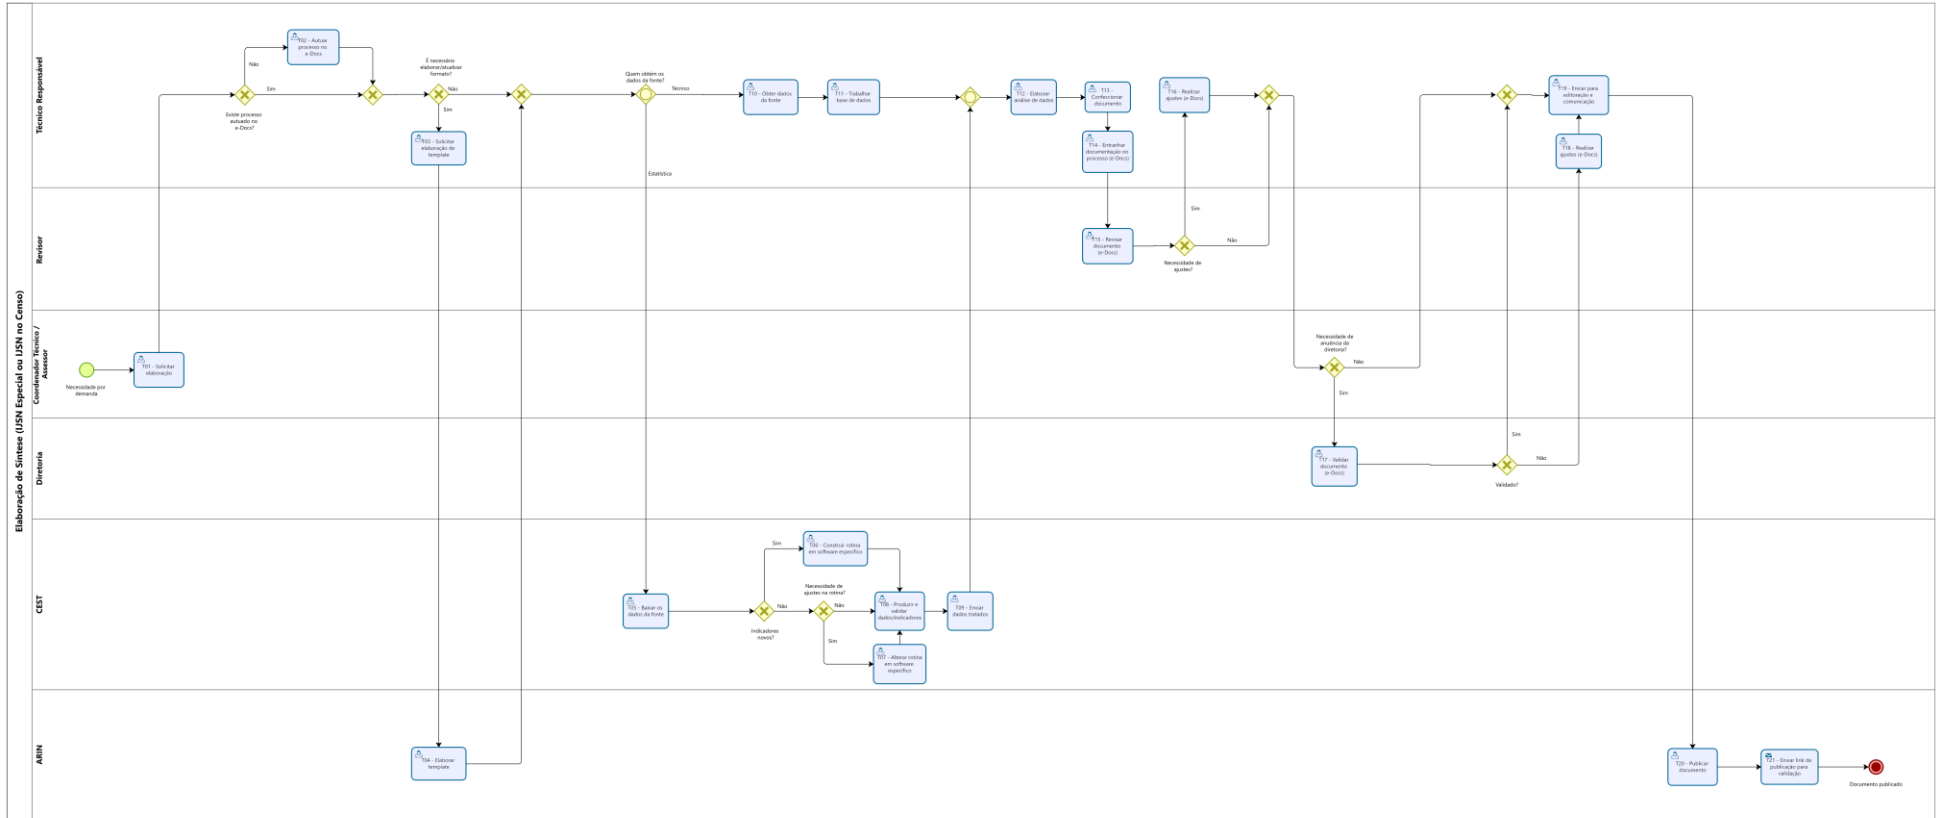 Elaboração de Síntese (IJSN Especial ou IJSN no Censo)
Técnico Responsável
T02 - Autuar
processo no
e-Docs
Não
Sim
Existe processo
autuado no
e-Docs?
É necessário
elaborar/atualizar
formato?
Não
Sim
T03 - Solicitar
elaboração de
template
Quem obtém os
dados da fonte?
Técnico
Estatística
T10 - Obter dados
da fonte
T11 - Trabalhar
base de dados
T12 - Elaborar
análise de dados
T13 -
Confeccionar
documento
T14 - Entranhar
documentação no
processo (e-Docs)
T16 - Realizar
ajustes (e-Docs)
T19 - Enviar para
editoração e
comunicação
T18 - Realizar
ajustes (e-Docs)
Revisor
T15 - Revisar
documento
(e-Docs)
Sim
Não
Necessidade de
ajustes?
Coordenador Técnico /
Assessor
Necessidade por
demanda
T01 - Solicitar
elaboração
Necessidade de
anuência da
diretoria?
Não
Sim
Diretoria
T17 - Validar
documento
(e-Docs)
Sim
Não
Validado?
CEST
T05 - Baixar os
dados da fonte
Indicadores
novos?
Sim
Não
T06 - Construir rotina
em software específico
Necessidade de
ajustes na rotina?
Não
Sim
T07 - Alterar rotina
em software
específico
T08 - Produzir e
validar
dados/indicadores
T09 - Enviar
dados tratados
ARIN
T04 - Elaborar
template
T20 - Publicar
documento
T21 - Enviar link da
publicação para
validação
Documento publicado